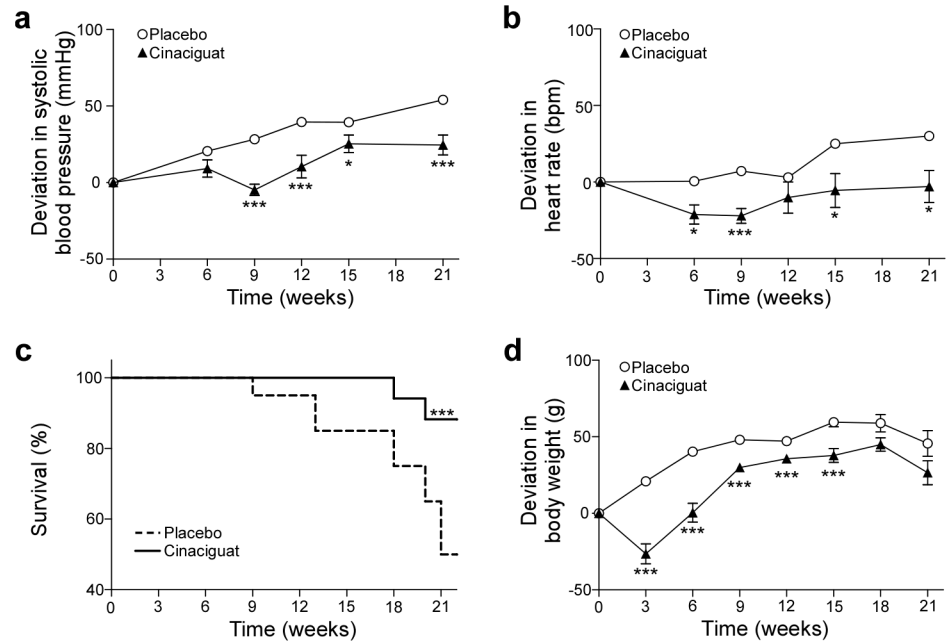 a
100
50
0
-50
Deviation in systolic
blood pressure (mmHg)
Placebo
Cinaciguat
***
***
*
***
0 3 6 9 12 15 18 21
Time (weeks)
b
100
50
0
-50
Deviation in
heart rate (bpm)
Placebo
Cinaciguat
*
***
*
*
0 3 6 9 12 15 18 21
Time (weeks)
c
100
80
60
40
Survival (%)
***
Placebo
Cinaciguat
0 3 6 9 12 15 18 21
Time (weeks)
d
100
50
0
-50
Deviation in
body weight (g)
Placebo
Cinaciguat
***
***
***
***
***
0 3 6 9 12 15 18 21
Time (weeks)